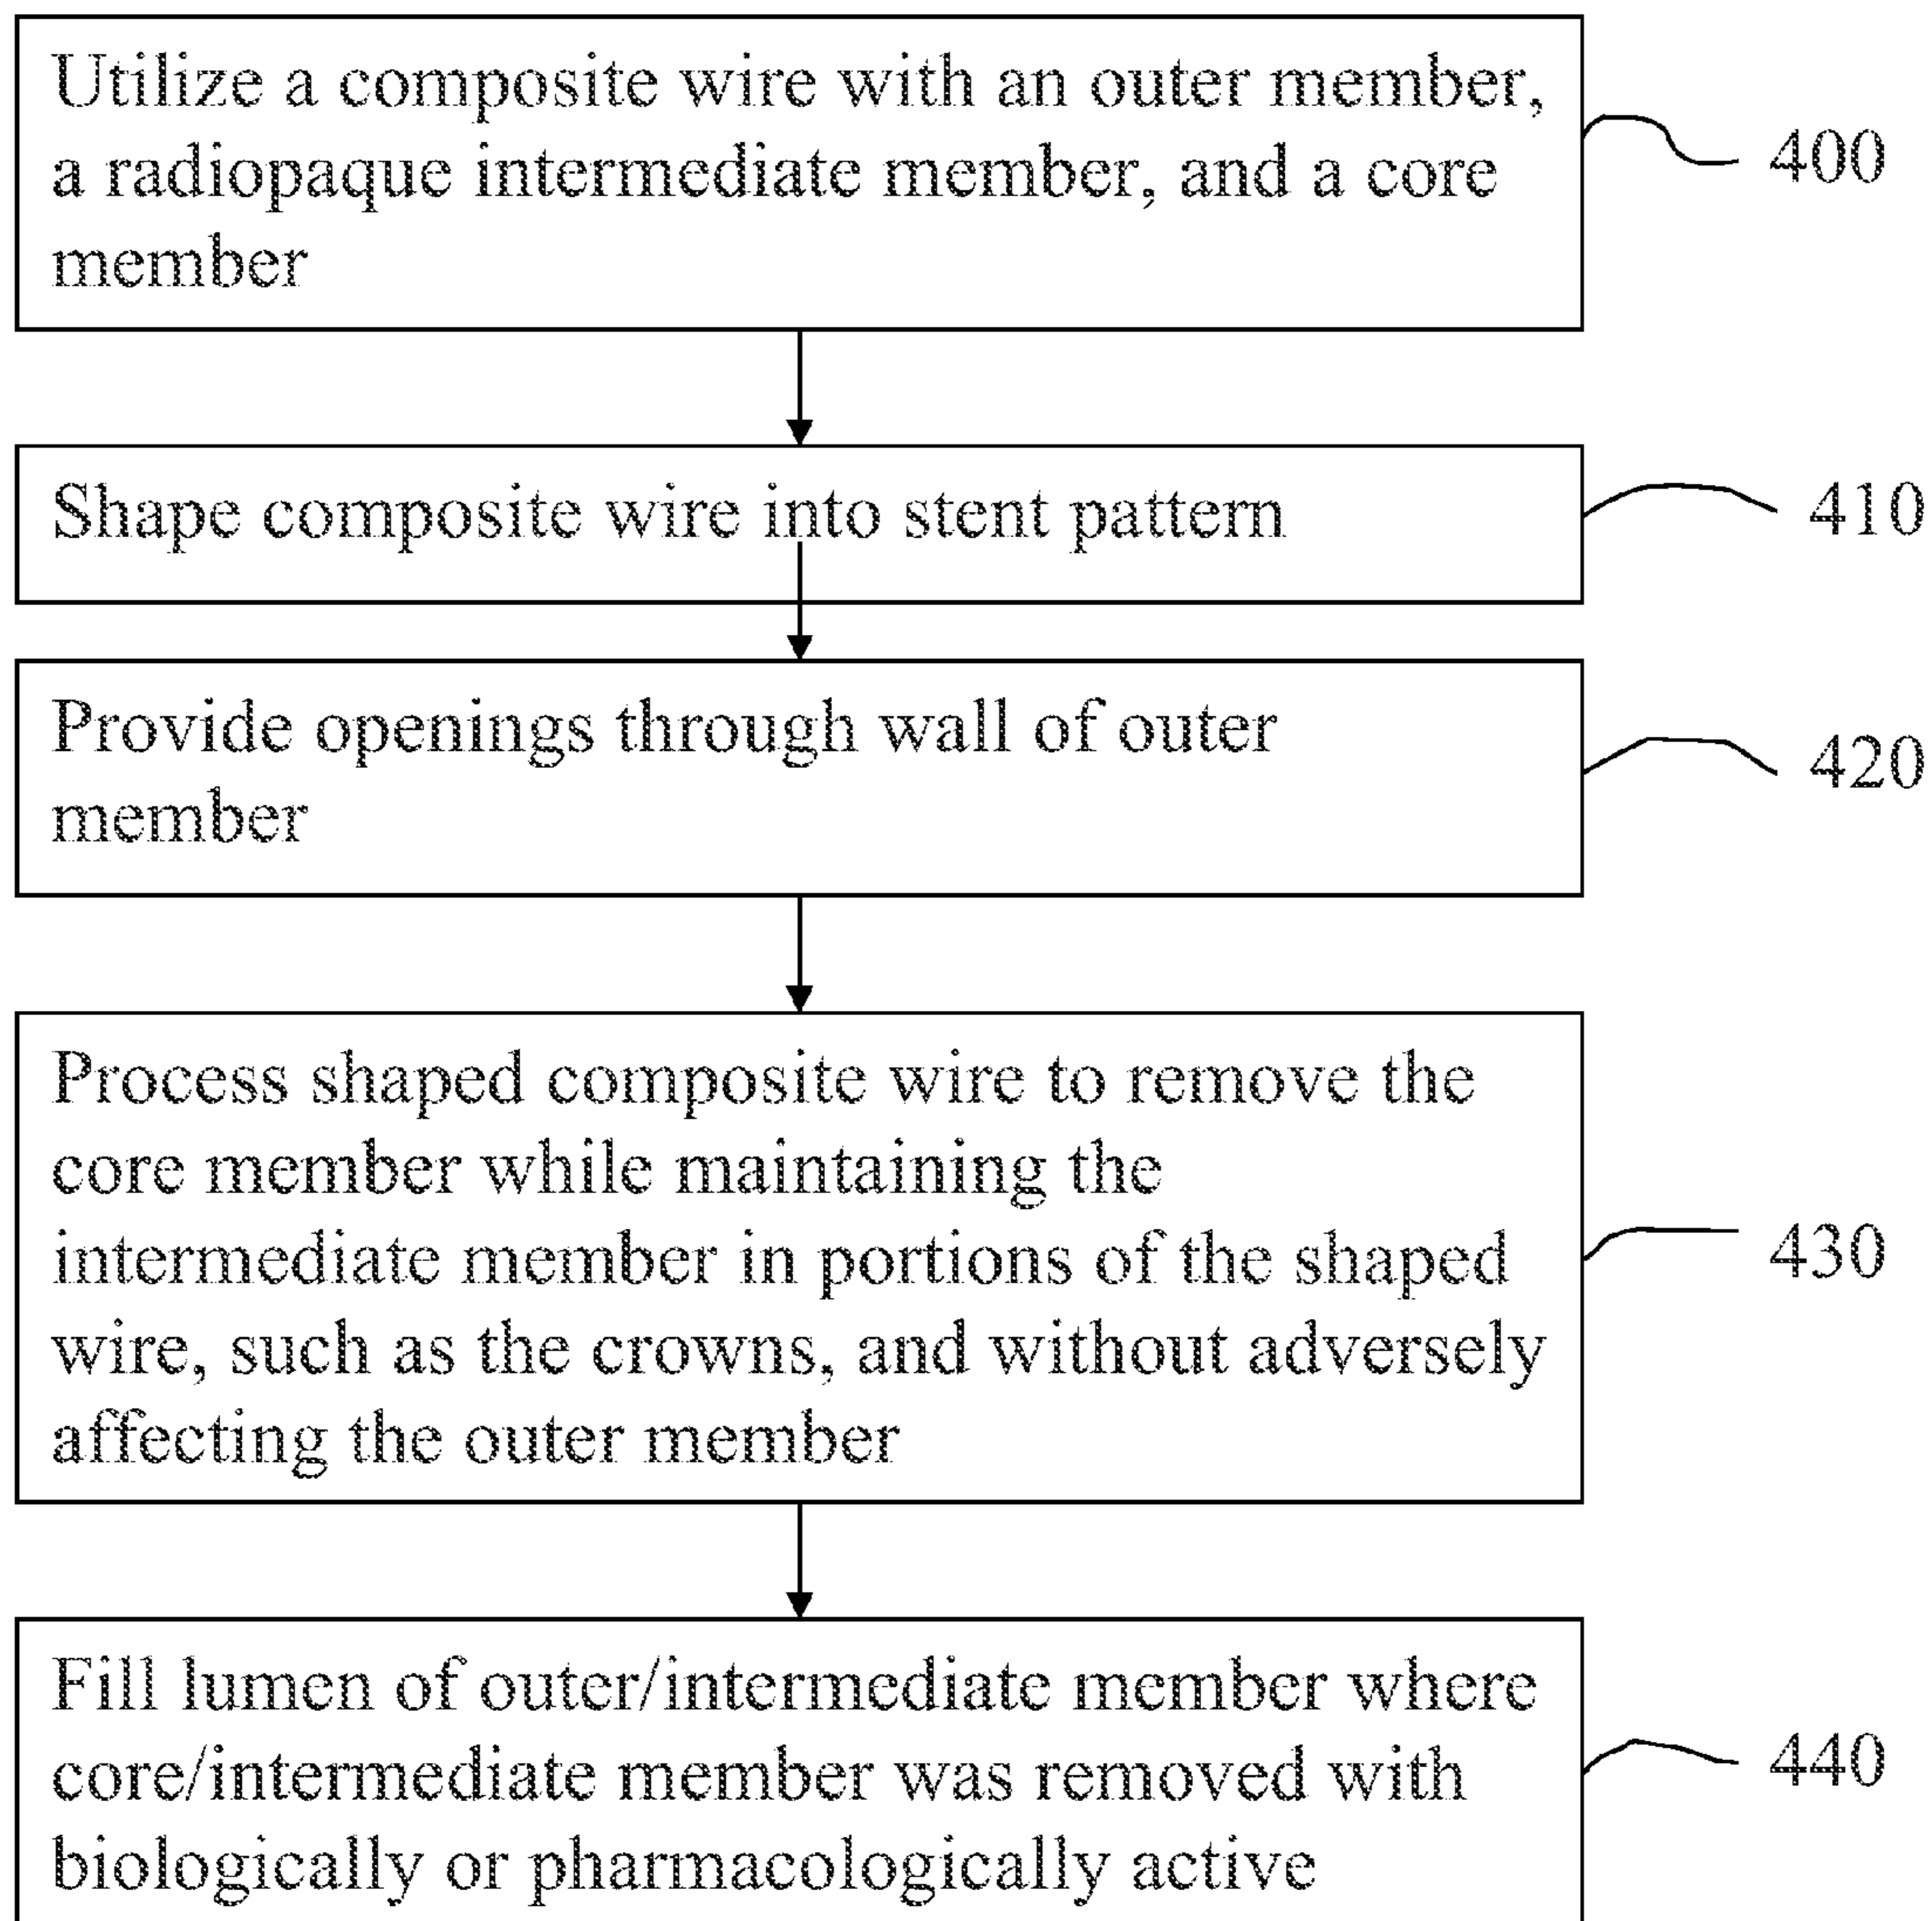 Utilize a composite wire with an outer member,
a radiopaque intermediate member, and a core
member
400
Shape composite wire into stent pattern
410
Provide openings through wall of outer
member
420
Process shaped composite wire to remove the
core member while maintaining the
intermediate member in portions of the shaped
wire, such as the crowns, and without adversely
affecting the outer member
430
Fill lumen of outer/intermediate member where
core/intermediate member was removed with
biologically or pharmacologically active
440